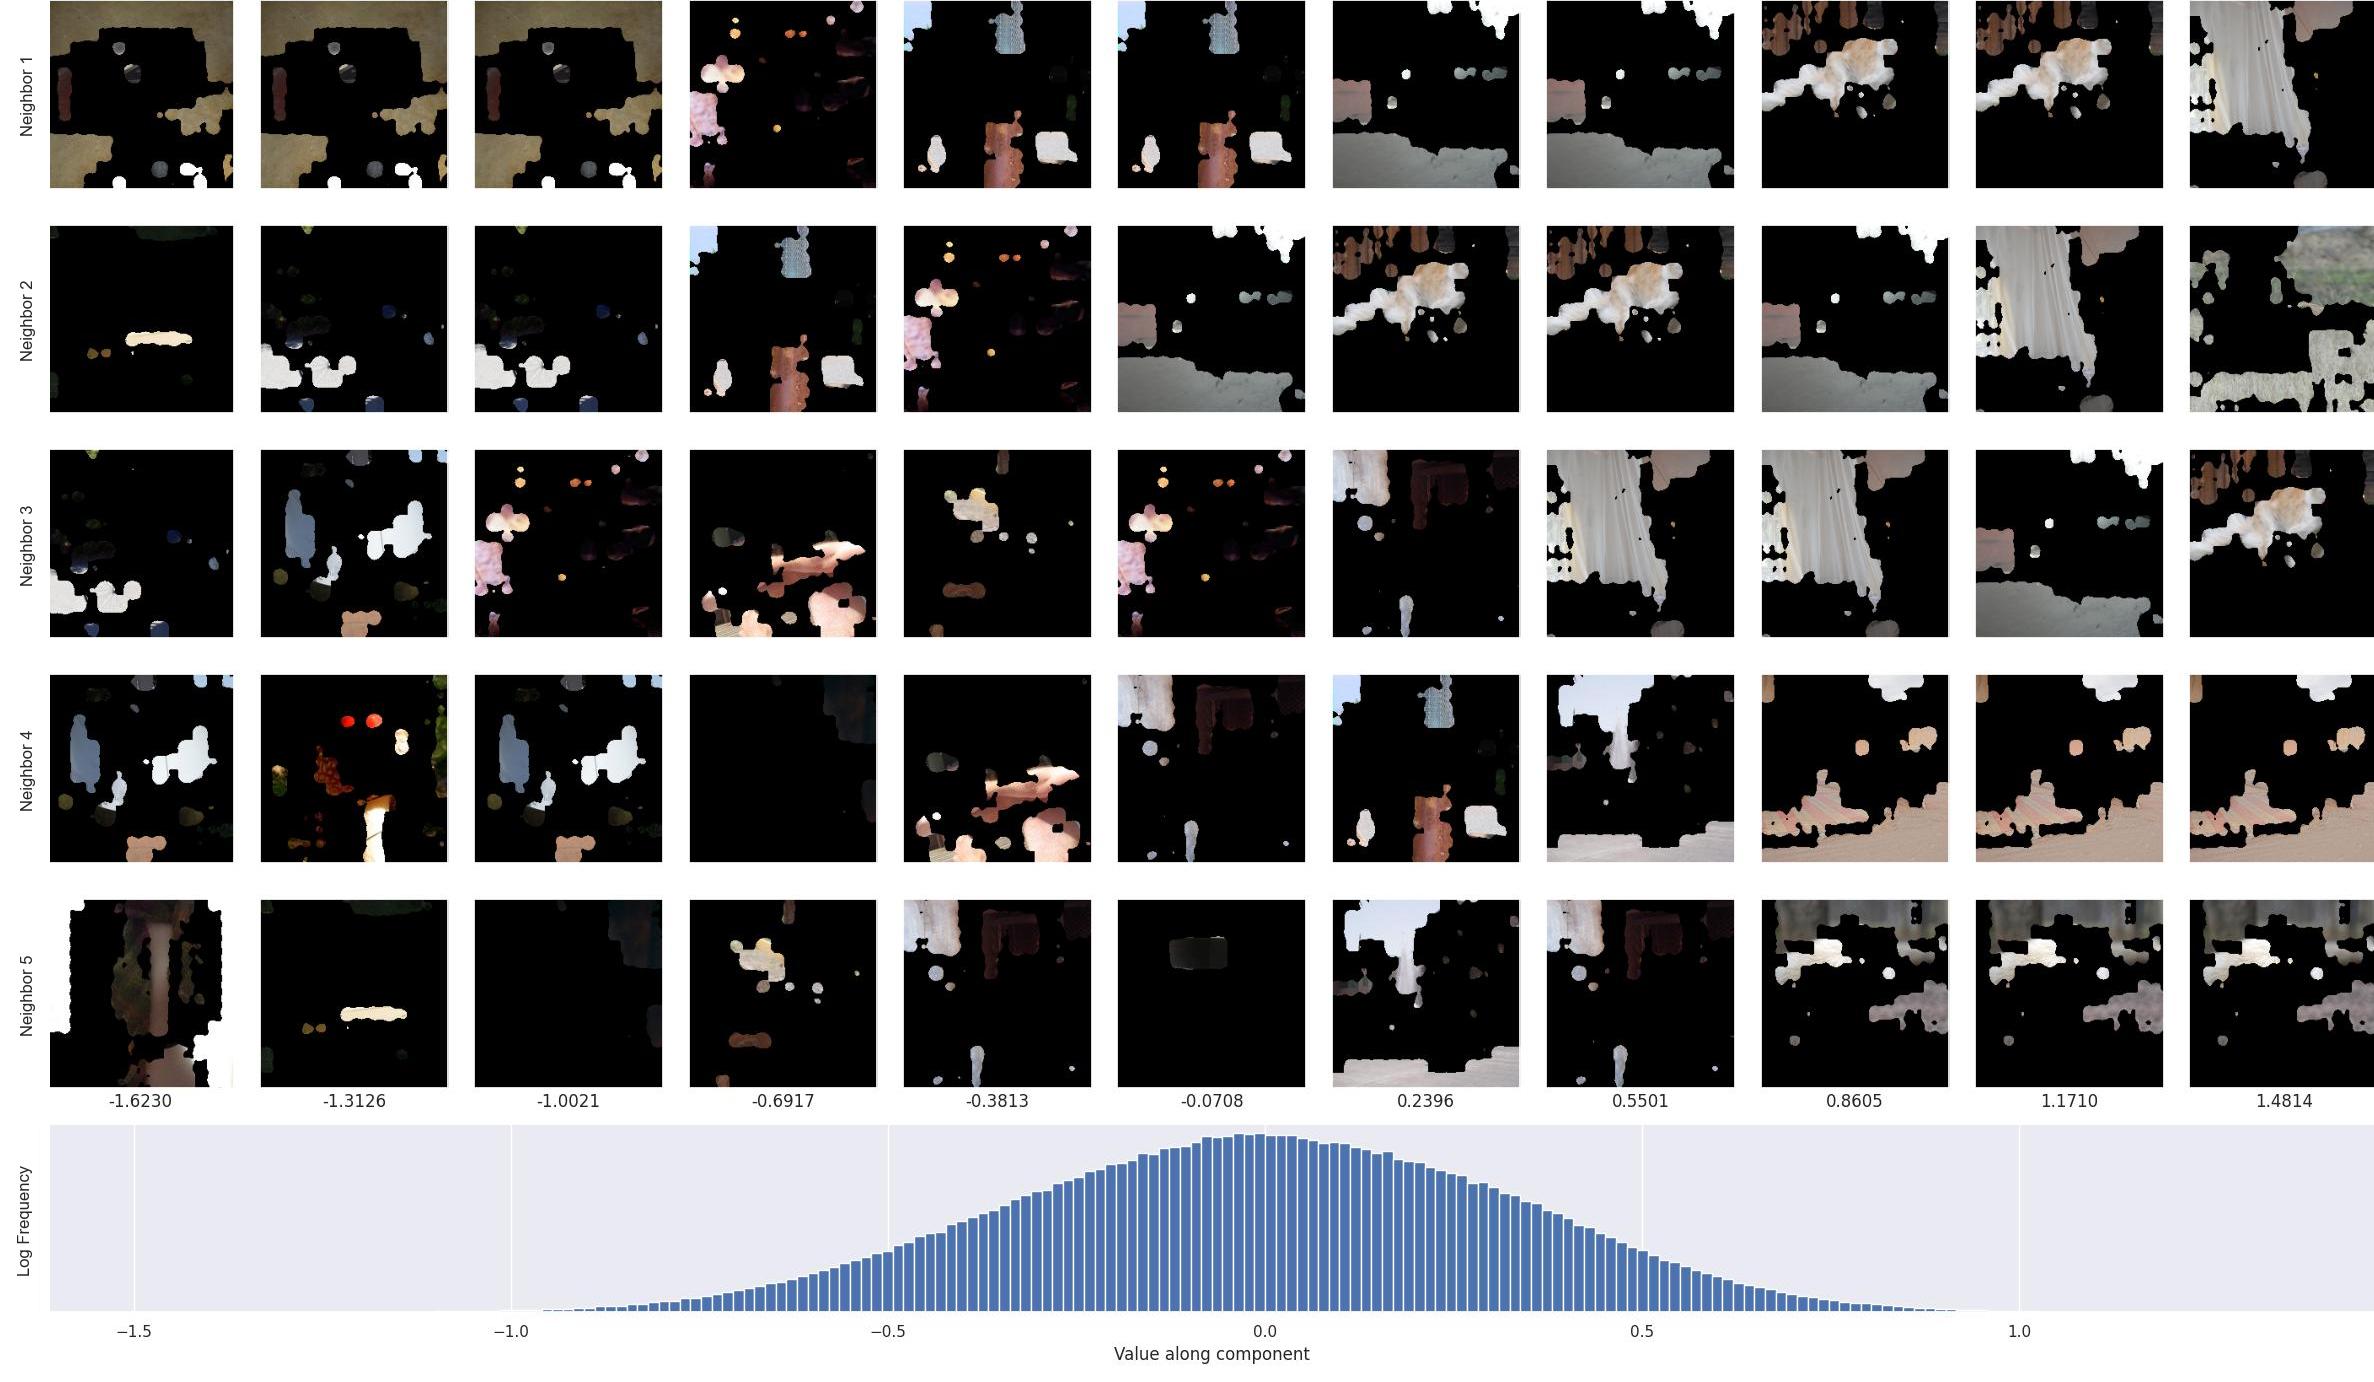 Neighbor 1
Neighbor 2
Neighbor 3
Neighbor 4
Neighbor 5
-1.6230 -1.3126 -1.0021 -0.6917 -0.3813 -0.0708 0.2396 0.5501 0.8605 1.1710 1.4814
Log Frequency
−1.5 −1.0 −0.5 0.0 0.5 1.0
Value along component